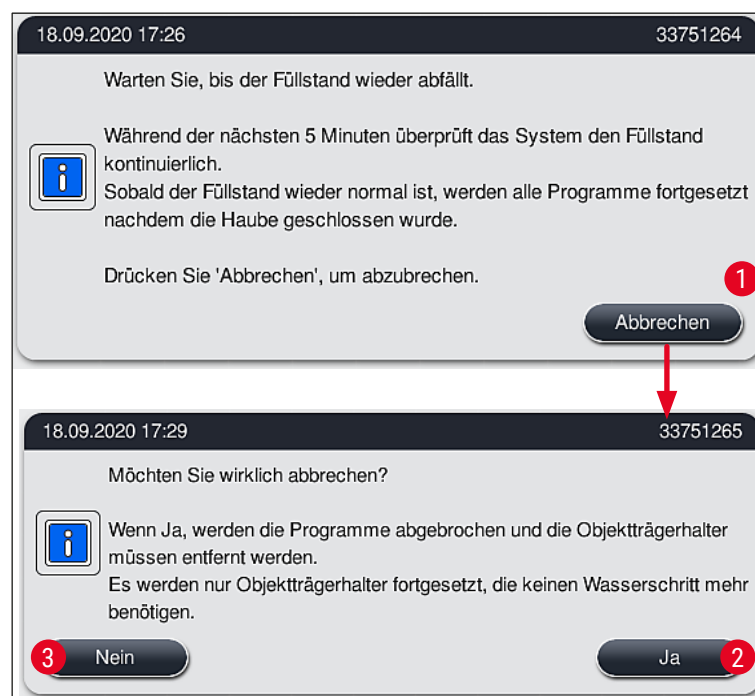 18.09.2020 17:26 33751264
Warten Sie, bis der Füllstand wieder abfällt.
Während der nächsten 5 Minuten überprüft das System den Füllstand
kontinuierlich.
Sobald der Füllstand wieder normal ist, werden alle Programme fortgesetzt
nachdem die Haube geschlossen wurde.
Drücken Sie 'Abbrechen', um abzubrechen.
1
Abbrechen
18.09.2020 17:29 33751265
Möchten Sie wirklich abbrechen?
Wenn Ja, werden die Programme abgebrochen und die Objektträgerhalter
müssen entfernt werden.
Es werden nur Objektträgerhalter fortgesetzt, die keinen Wasserschritt mehr
benötigen.
3 Nein Ja 2